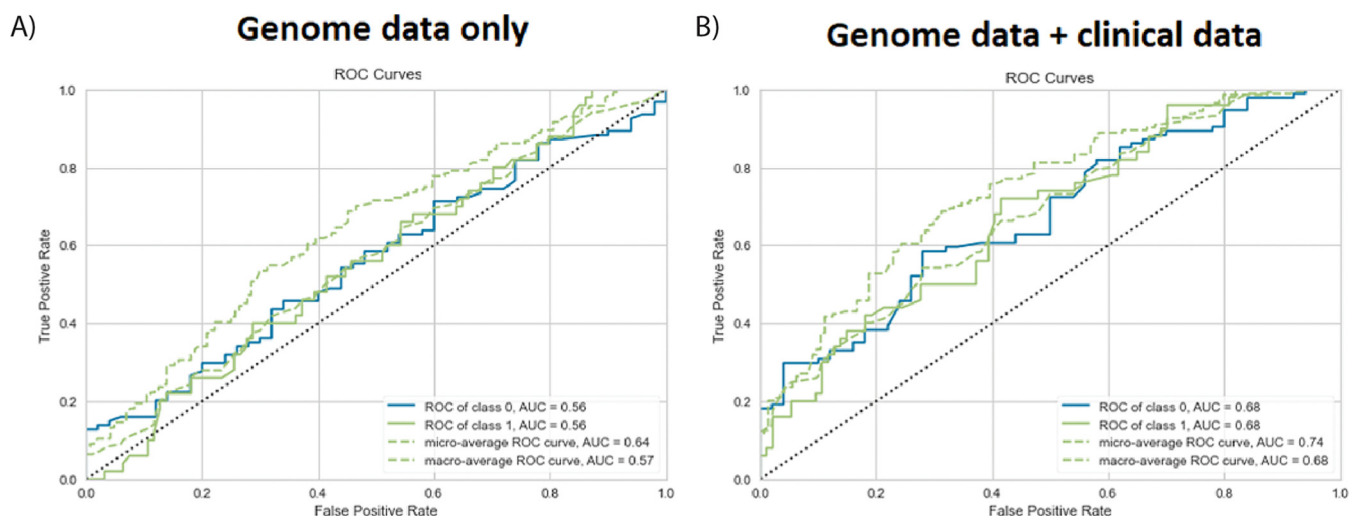 A)
Genome data only
ROC Curves
True Postive Rate
1.0
0.8
0.6
0.4
0.2
0.0
ROC of class 0, AUC = 0.56
ROC of class 1, AUC = 0.56
micro-average ROC curve, AUC = 0.64
macro-average ROC curve, AUC = 0.57
0.0 0.2 0.4 0.6 0.8 1.0
False Positive Rate
B)
Genome data + clinical data
ROC Curves
True Postive Rate
1.0
0.8
0.6
0.4
0.2
0.0
ROC of class 0, AUC = 0.68
ROC of class 1, AUC = 0.68
micro-average ROC curve, AUC = 0.74
macro-average ROC curve, AUC = 0.68
0.0 0.2 0.4 0.6 0.8 1.0
False Positive Rate